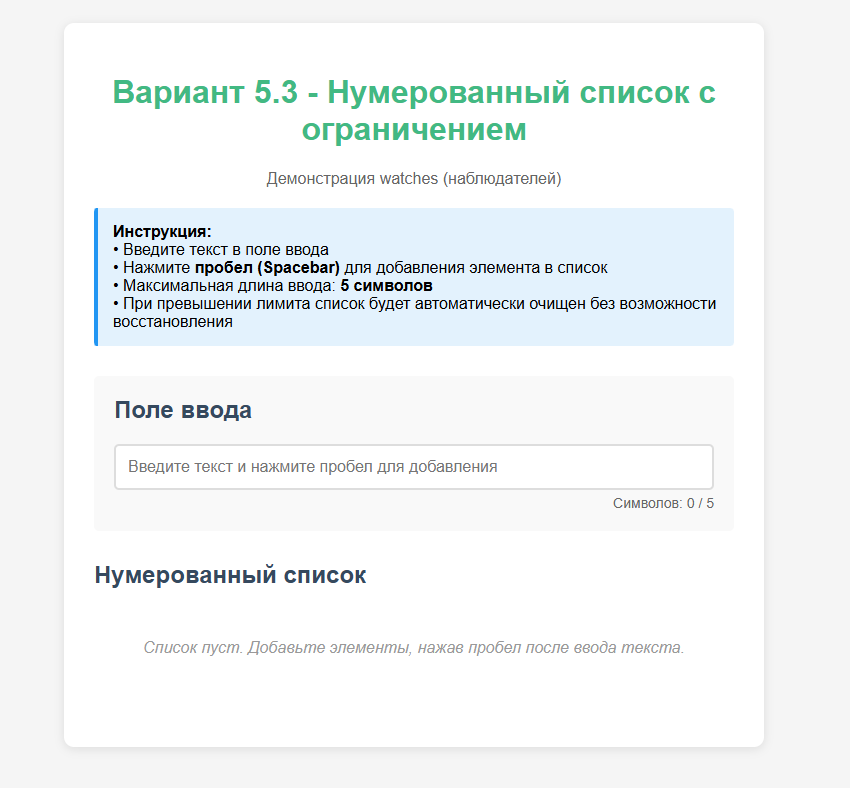 Вариант 5.3 - Нумерованный список с
ограничением
Демонстрация watches (наблюдателей)
Инструкция:
• Введите текст в поле ввода
• Нажмите пробел (Spacebar) для добавления элемента в список
• Максимальная длина ввода: 5 символов
• При превышении лимита список будет автоматически очищен без возможности
восстановления
Поле ввода
Введите текст и нажмите пробел для добавления
Символов: 0 / 5
Нумерованный список
Список пуст. Добавьте элементы, нажав пробел после ввода текста.